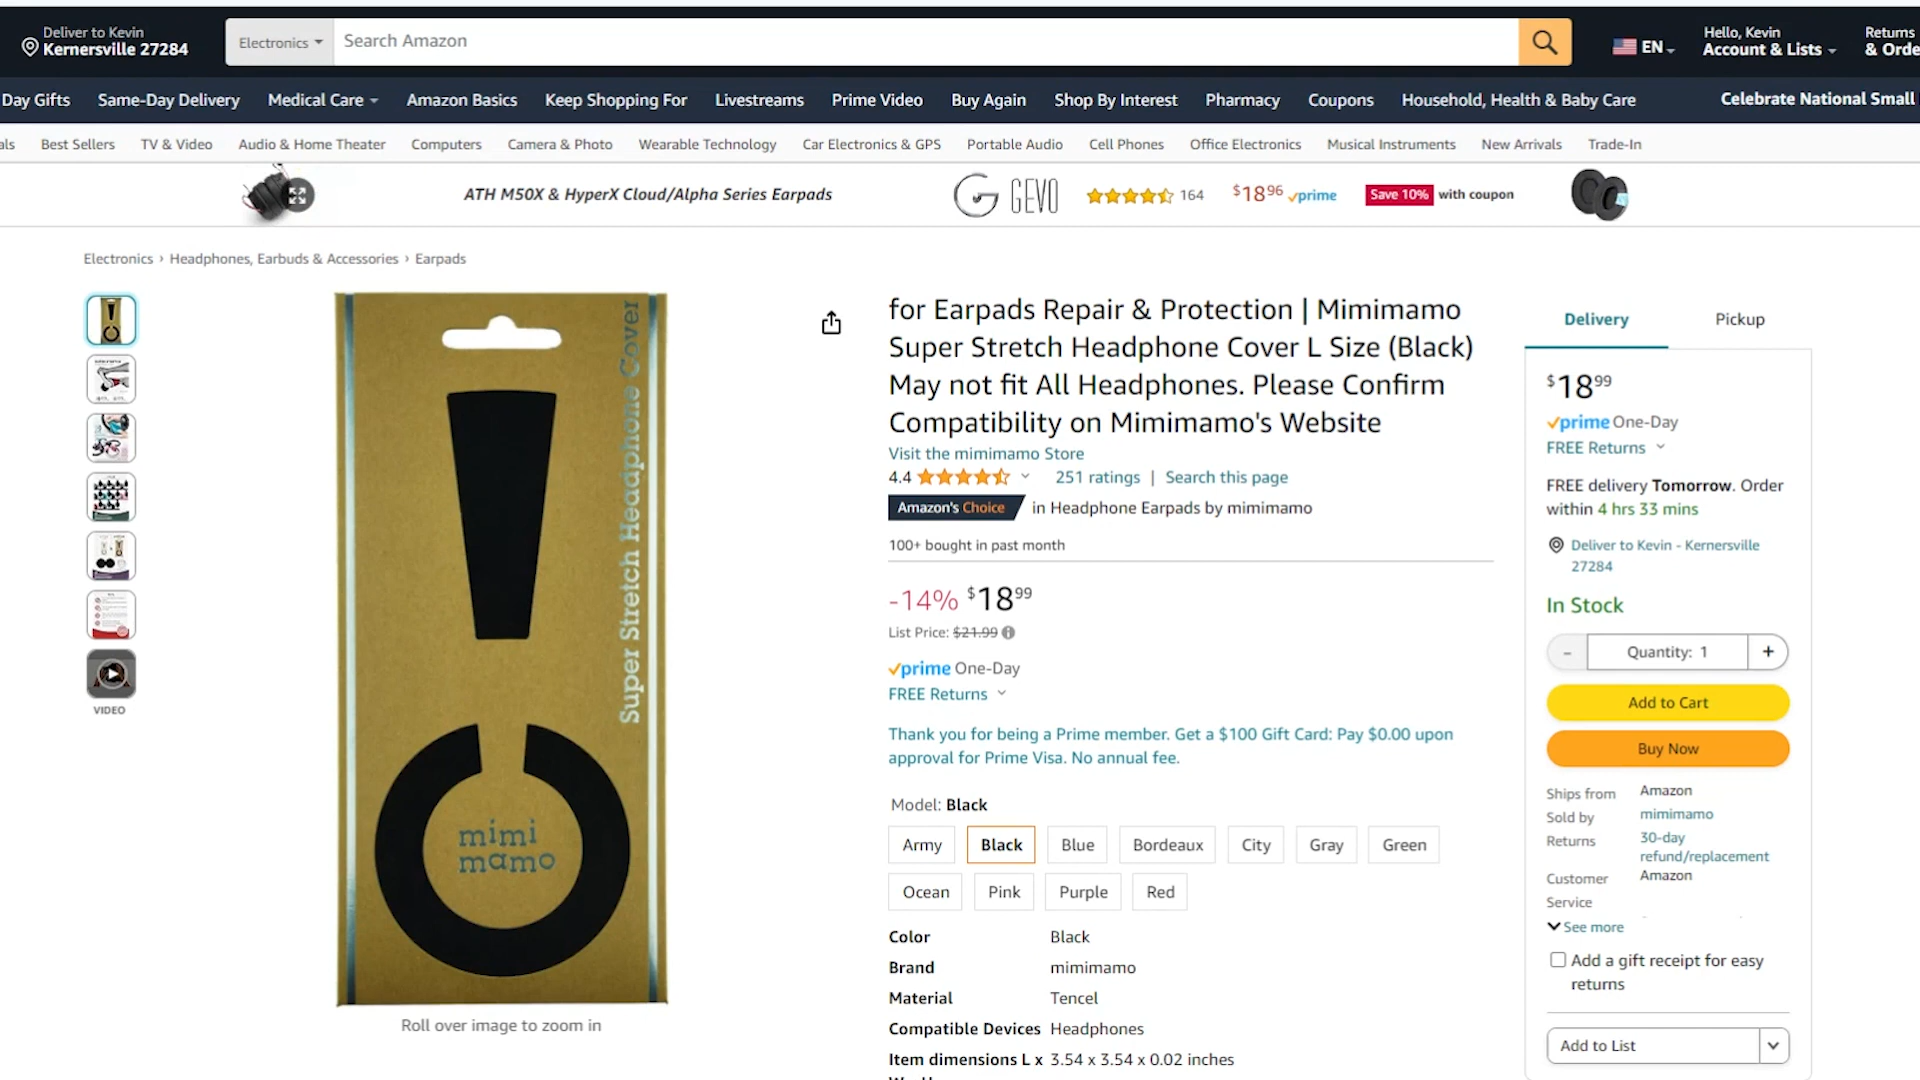 Deliver to Kevin
Kernersville 27284
Electronics
Search Amazon
EN
Hello, Kevin
Account & Lists
Returns
& Orde
Day Gifts
Same-Day Delivery
Medical Care
Amazon Basics
Keep Shopping For
Livestreams
Prime Video
Buy Again
Shop By Interest
Pharmacy
Coupons
Household, Health & Baby Care
Celebrate National Small
als
Best Sellers
TV & Video
Audio & Home Theater
Computers
Camera & Photo
Wearable Technology
Car Electronics & GPS
Portable Audio
Cell Phones
Office Electronics
Musical Instruments
New Arrivals
Trade-In
ATH M50X & HyperX Cloud/Alpha Series Earpads
GEVO
164
$18.96 prime
Save 10% with coupon
Electronics › Headphones, Earbuds & Accessories › Earpads
VIDEO
Super Stretch Headphone Cover
mimi
mamo
Roll over image to zoom in
for Earpads Repair & Protection | Mimimamo
Super Stretch Headphone Cover L Size (Black)
May not fit All Headphones. Please Confirm
Compatibility on Mimimamo's Website
Visit the mimimamo Store
4.4
251 ratings | Search this page
Amazon's Choice in Headphone Earpads by mimimamo
100+ bought in past month
-14% $18.99
List Price: $21.99
prime One-Day
FREE Returns
Thank you for being a Prime member. Get a $100 Gift Card: Pay $0.00 upon
approval for Prime Visa. No annual fee.
Model: Black
Army
Black
Blue
Bordeaux
City
Gray
Green
Ocean
Pink
Purple
Red
Color Black
Brand mimimamo
Material Tencel
Compatible Devices Headphones
Item dimensions L x 3.54 x 3.54 x 0.02 inches
Delivery
Pickup
$18.99
prime One-Day
FREE Returns
FREE delivery Tomorrow. Order
within 4 hrs 33 mins
Deliver to Kevin - Kernersville
27284
In Stock
- Quantity: 1 +
Add to Cart
Buy Now
Ships from Amazon
Sold by mimimamo
Returns 30-day
refund/replacement
Customer Amazon
Service
See more
Add a gift receipt for easy
returns
Add to List